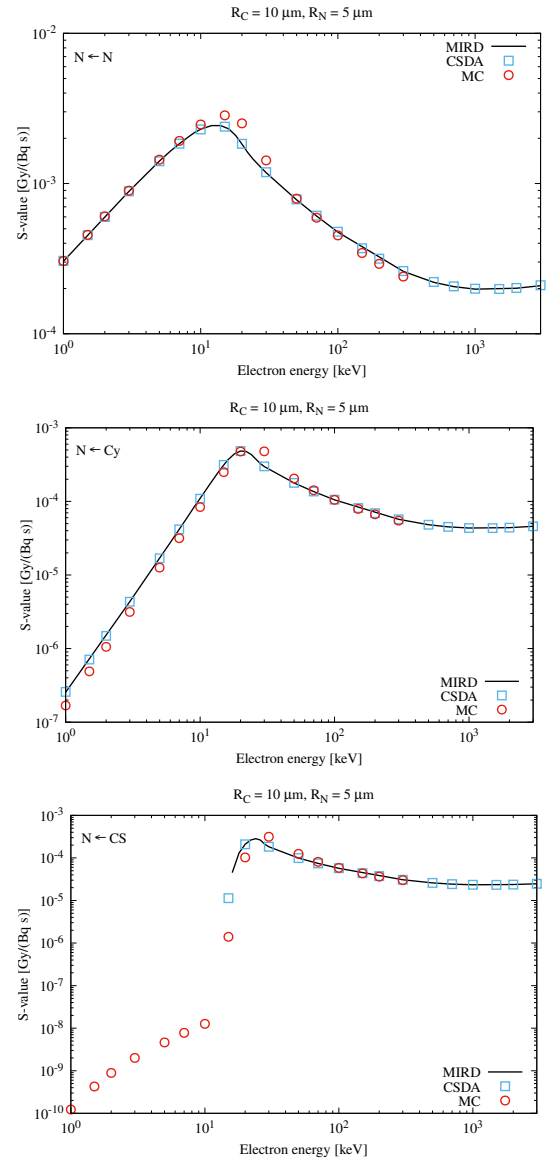 R_C = 10 μm, R_N = 5 μm
10^-2
N ← N
MIRD
CSDA
MC
10^-3
S-value [Gy/(Bq s)]
10^-4
10^0 10^1 10^2 10^3
Electron energy [keV]
R_C = 10 μm, R_N = 5 μm
10^-3
N ← Cy
10^-4
S-value [Gy/(Bq s)]
10^-5
10^-6
MIRD
CSDA
MC
10^-7
10^0 10^1 10^2 10^3
Electron energy [keV]
R_C = 10 μm, R_N = 5 μm
10^-3
N ← CS
10^-4
10^-5
S-value [Gy/(Bq s)]
10^-6
10^-7
10^-8
10^-9
MIRD
CSDA
MC
10^-10
10^0 10^1 10^2 10^3
Electron energy [keV]